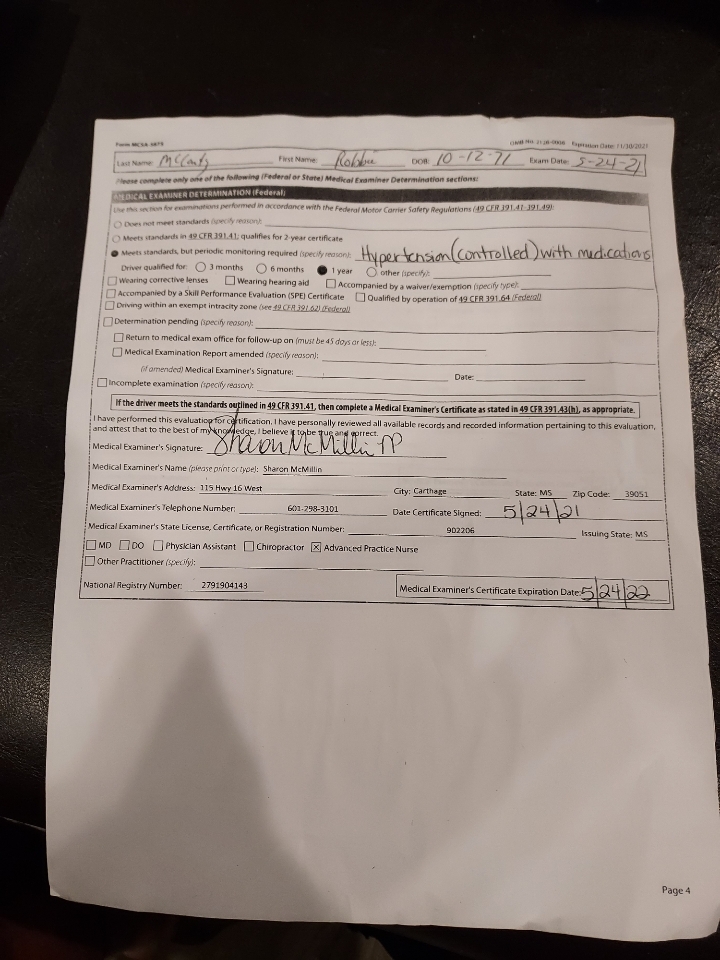 Form MCSA-5875 OMB No. 2126-0006 Expiration Date: 11/30/2021
Last Name: First Name: Robbie DOB: 10-12-71 Exam Date: 5-24-21
Please complete only one of the following (Federal or State) Medical Examiner Determination sections:
MEDICAL EXAMINER DETERMINATION (Federal)
Use this section for examinations performed in accordance with the Federal Motor Carrier Safety Regulations (49 CFR 391.41-391.49):
Does not meet standards (specify reason):
Meets standards in 49 CFR 391.41; qualifies for 2-year certificate
Meets standards, but periodic monitoring required (specify reason): Hypertension (controlled) with medications
Driver qualified for: 3 months 6 months 1 year other (specify):
Wearing corrective lenses Wearing hearing aid Accompanied by a waiver/exemption (specify type):
Accompanied by a Skill Performance Evaluation (SPE) Certificate Qualified by operation of 49 CFR 391.64 (Federal)
Driving within an exempt intracity zone (see 49 CFR 391.62) (Federal)
Determination pending (specify reason):
Return to medical exam office for follow-up on (must be 45 days or less):
Medical Examination Report amended (specify reason):
(if amended) Medical Examiner's Signature: Date:
Incomplete examination (specify reason):
If the driver meets the standards outlined in 49 CFR 391.41, then complete a Medical Examiner's Certificate as stated in 49 CFR 391.43(h), as appropriate.
I have performed this evaluation for certification. I have personally reviewed all available records and recorded information pertaining to this evaluation,
and attest that to the best of my knowledge, I believe it to be true and correct.
Medical Examiner's Signature: Sharon McMillin NP
Medical Examiner's Name (please print or type): Sharon McMillin
Medical Examiner's Address: 115 Hwy 16 West City: Carthage State: MS Zip Code: 39051
Medical Examiner's Telephone Number: 601-298-3101 Date Certificate Signed: 5/24/21
Medical Examiner's State License, Certificate, or Registration Number: 902206 Issuing State: MS
MD DO Physician Assistant Chiropractor Advanced Practice Nurse
Other Practitioner (specify):
National Registry Number: 2791904143 Medical Examiner's Certificate Expiration Date: 5/24/22
Page 4